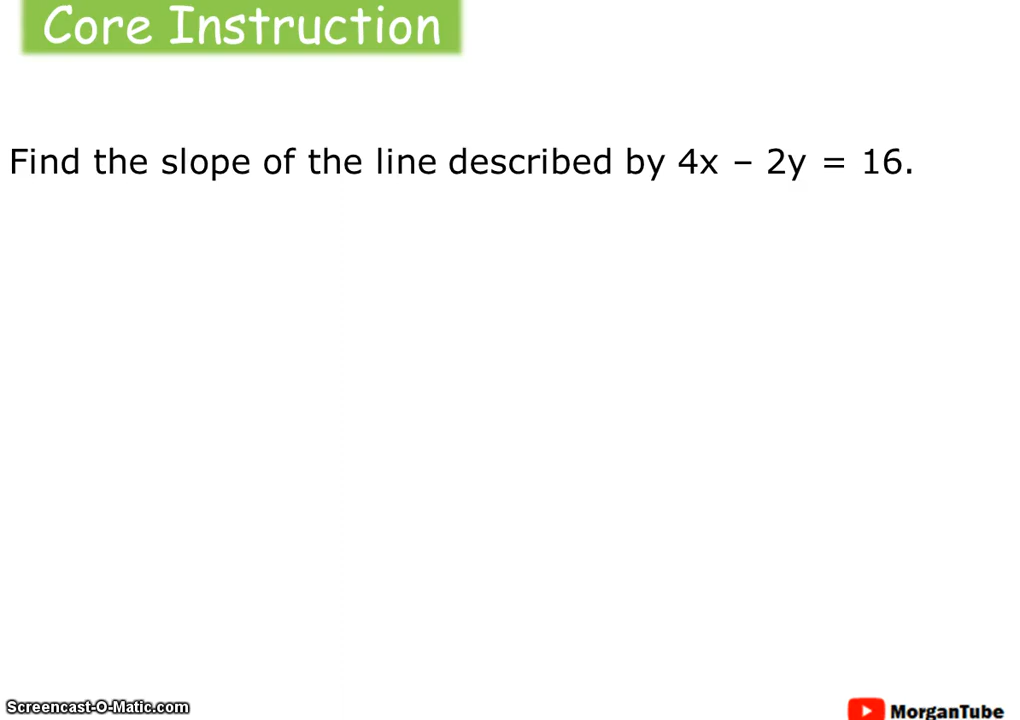 Core Instruction
Find the slope of the line described by 4x – 2y = 16.
Screencast-O-Matic.com
MorganTube